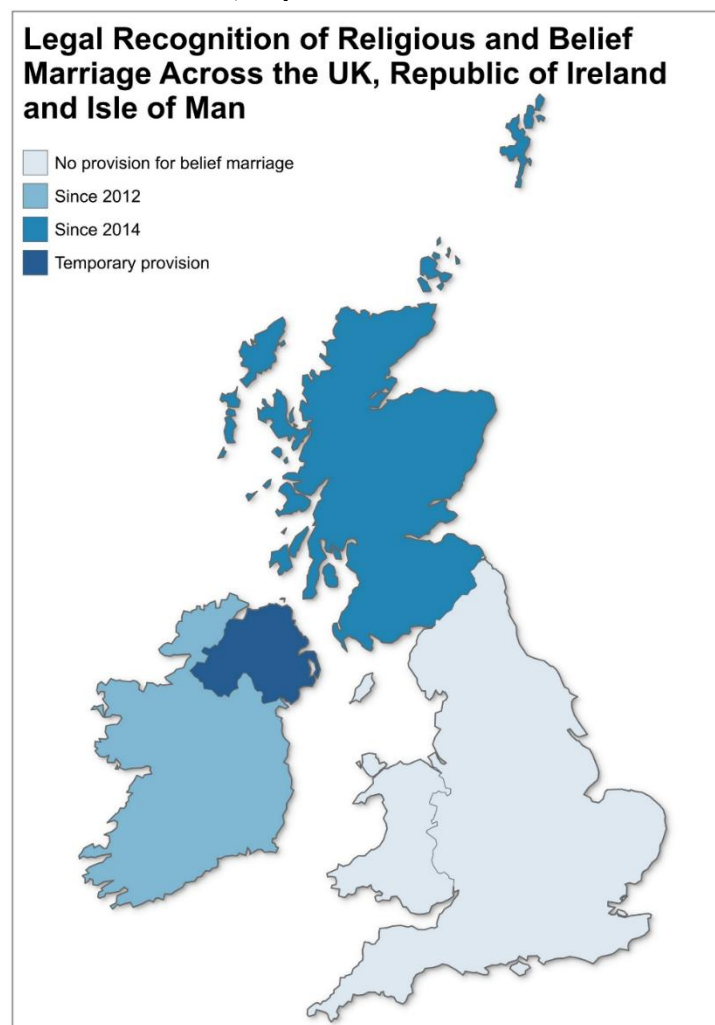 Legal Recognition of Religious and Belief
Marriage Across the UK, Republic of Ireland
and Isle of Man
No provision for belief marriage
Since 2012
Since 2014
Temporary provision